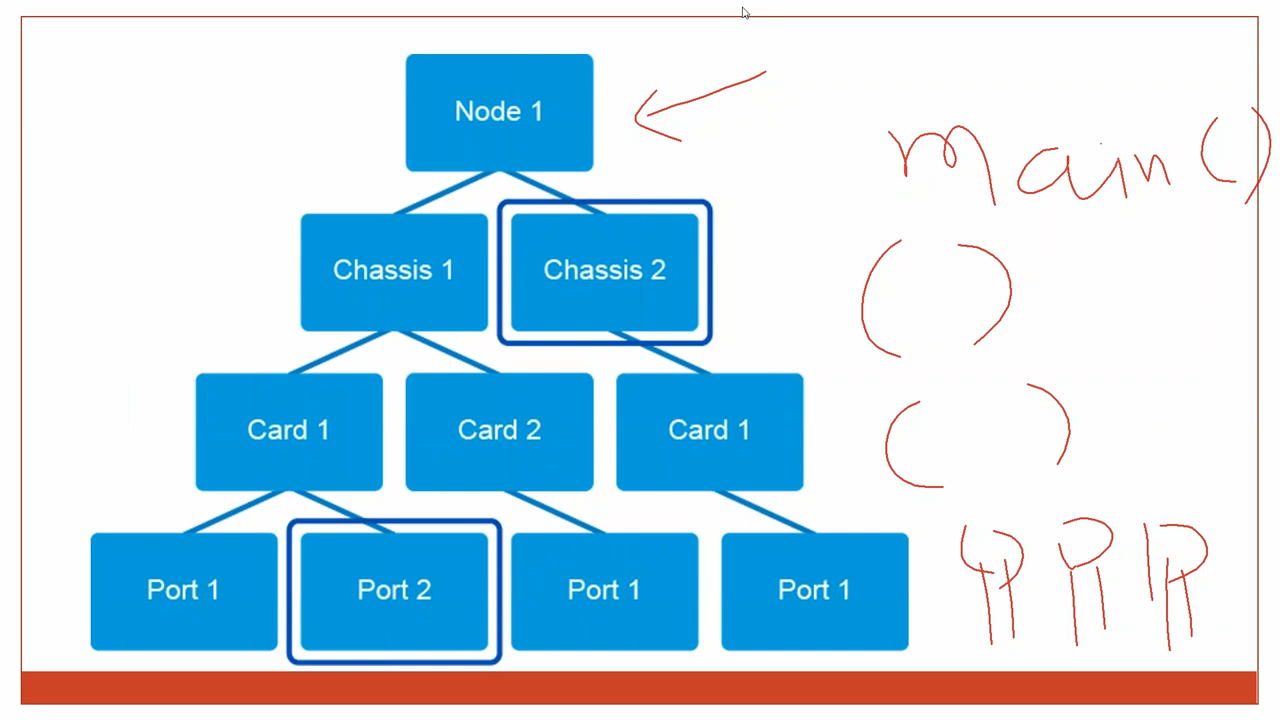 Node 1
main()
Chassis 1 Chassis 2
( )
Card 1 Card 2 Card 1
( )
Port 1 Port 2 Port 1 Port 1